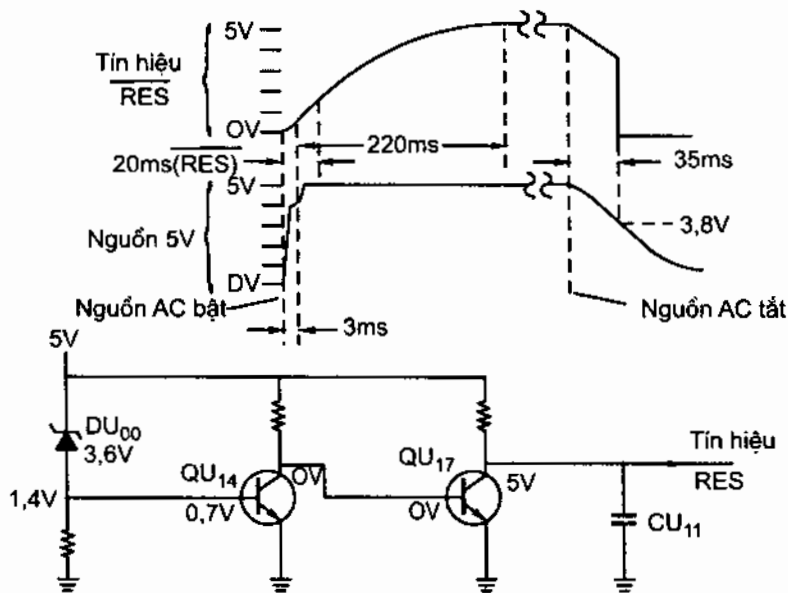 5V
Tín hiệu
RES
OV
220ms
20ms(RES)
35ms
5V
Nguồn 5V
3,8V
DV
Nguồn AC bật
Nguồn AC tắt
3ms
5V
DU00
3,6V
QU14
OV
QU17
5V
Tín hiệu
RES
1,4V
0,7V
OV
CU11